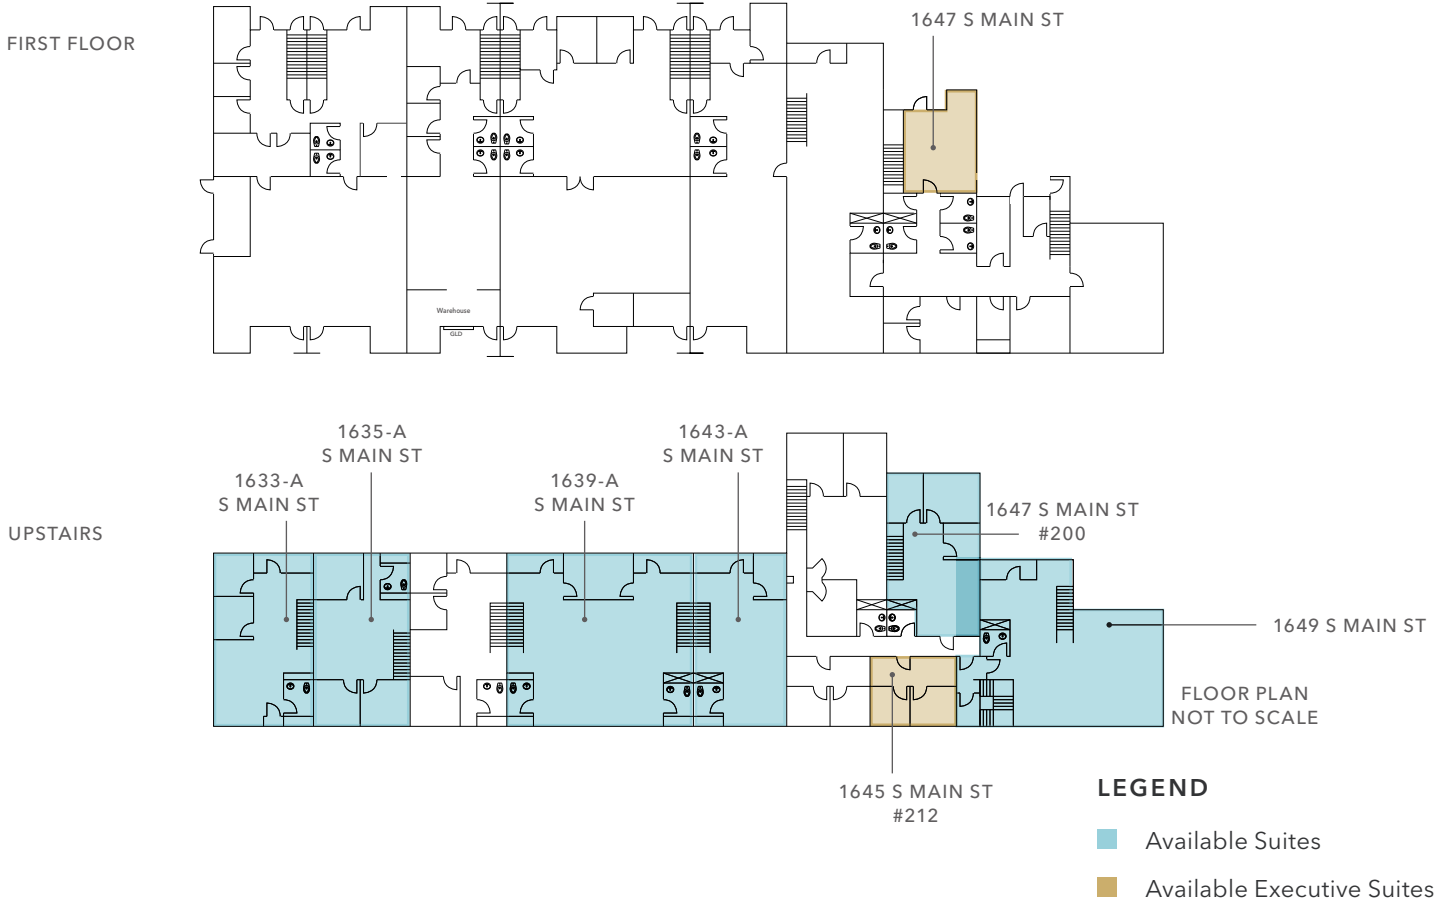 FIRST FLOOR
1647 S MAIN ST
Warehouse
GLD
UPSTAIRS
1633-A
S MAIN ST
1635-A
S MAIN ST
1639-A
S MAIN ST
1643-A
S MAIN ST
1647 S MAIN ST
#200
1649 S MAIN ST
1645 S MAIN ST
#212
FLOOR PLAN
NOT TO SCALE
LEGEND
Available Suites
Available Executive Suites